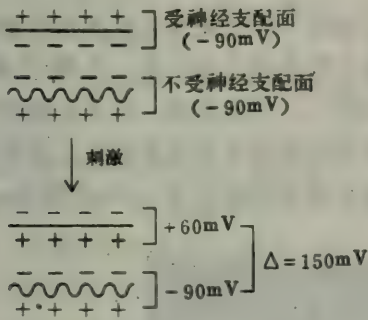 + + + +
受神经支配面
− − − −
(−90mV)
− − − −
不受神经支配面
+ + + +
(−90mV)
刺激
− − − −
+60mV
+ + + +
Δ=150mV
− − − −
−90mV
+ + + +